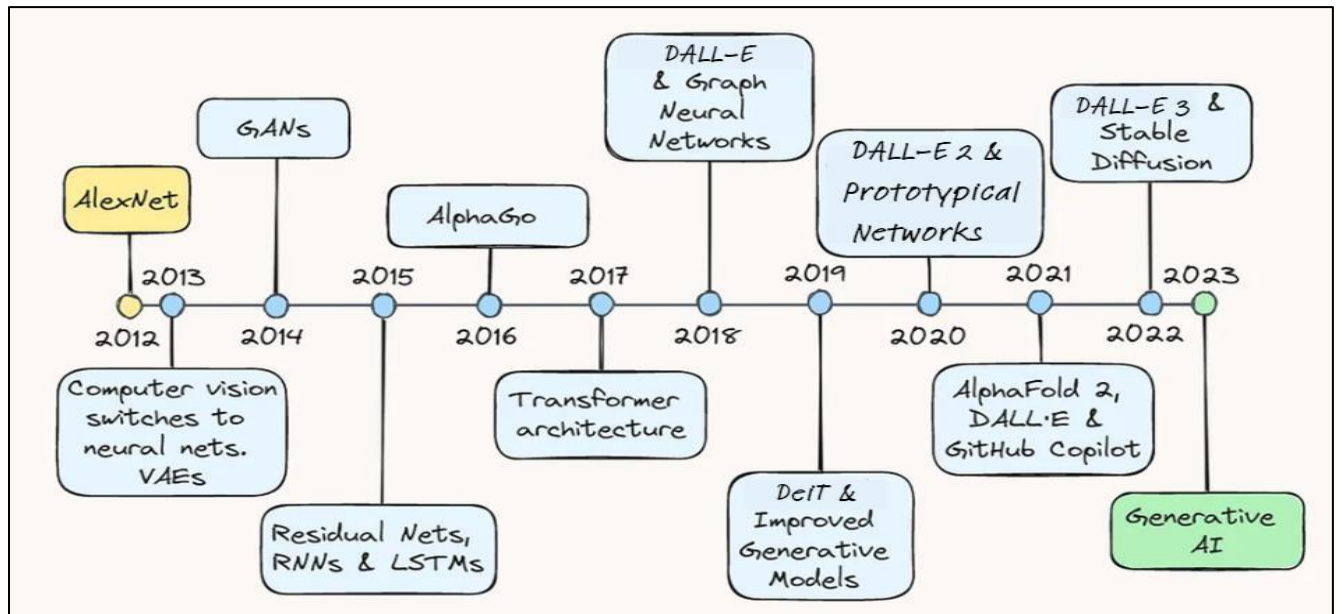 AlexNet
2012
2013
Computer vision
switches to
neural nets.
VAEs
GANs
2014
2015
Residual Nets,
RNNs & LSTMs
AlphaGo
2016
2017
Transformer
architecture
DALL-E
& Graph
Neural
Networks
2018
2019
DeiT &
Improved
Generative
Models
DALL-E 2 &
Prototypical
Networks
2020
2021
AlphaFold 2,
DALL·E &
GitHub Copilot
DALL-E 3 &
Stable
Diffusion
2022
2023
Generative
AI